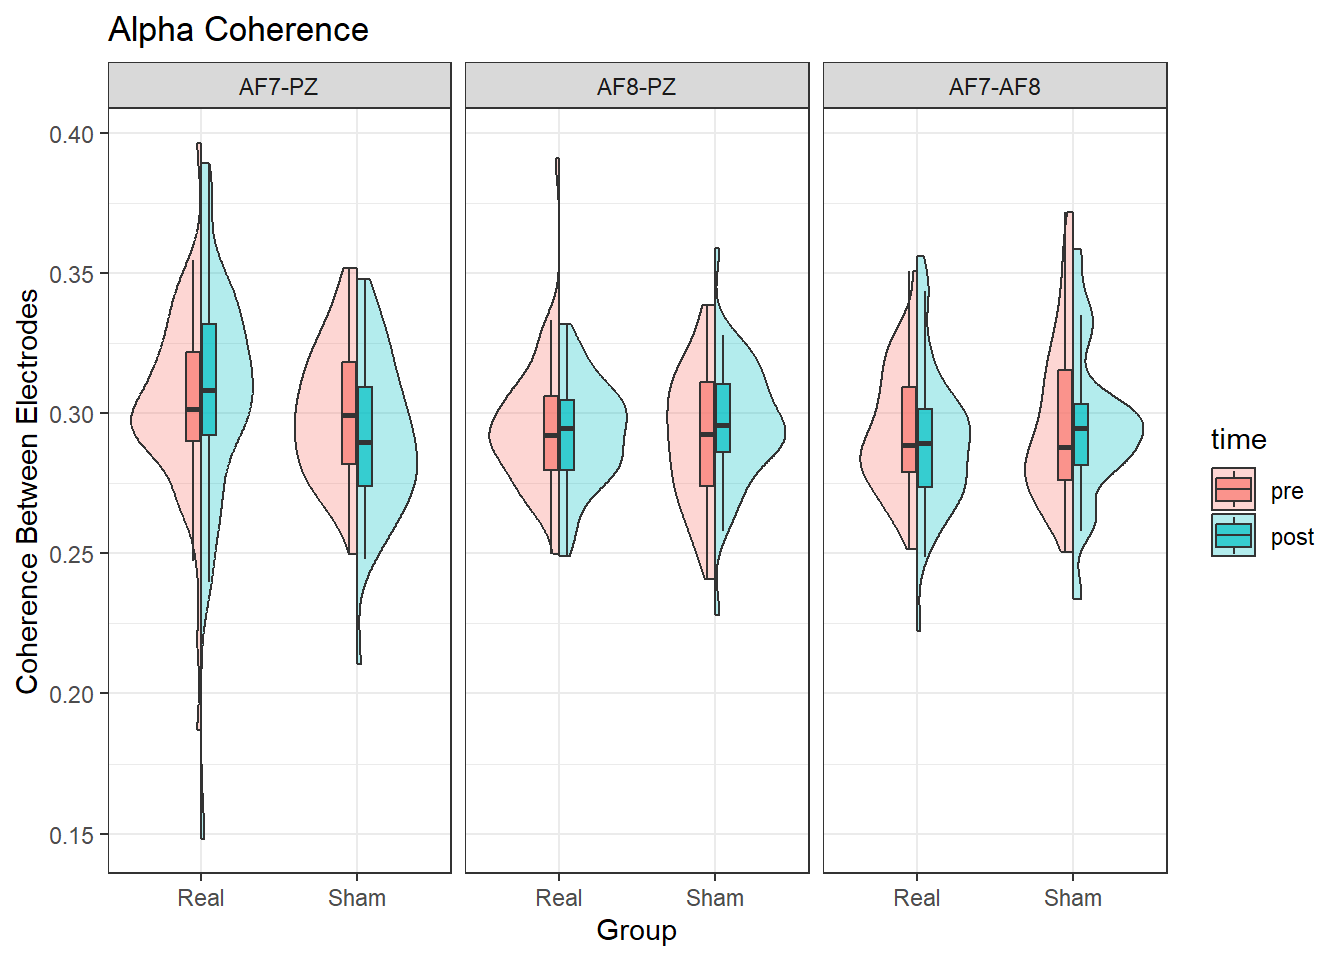 Alpha Coherence
AF7-PZ
AF8-PZ
AF7-AF8
Coherence Between Electrodes
0.40
0.35
0.30
0.25
0.20
0.15
Real
Sham
Real
Sham
Real
Sham
Group
time
pre
post